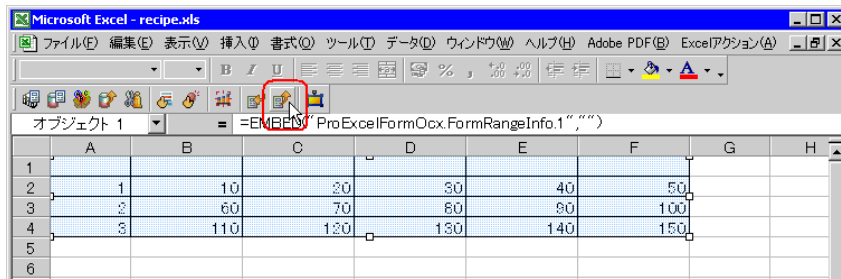 Microsoft Excel - recipe.xls
ファイル(F) 編集(E) 表示(V) 挿入(I) 書式(O) ツール(T) データ(D) ウィンドウ(W) ヘルプ(H) Adobe PDF(B) Excelアクション(A)
B I U % ,
オブジェクト 1 = =EMBED("ProExcelFormOcx.FormRangeInfo.1","")
A B C D E F G H
1
2 1 10 20 30 40 50
3 2 60 70 80 90 100
4 3 110 120 130 140 150
5
6